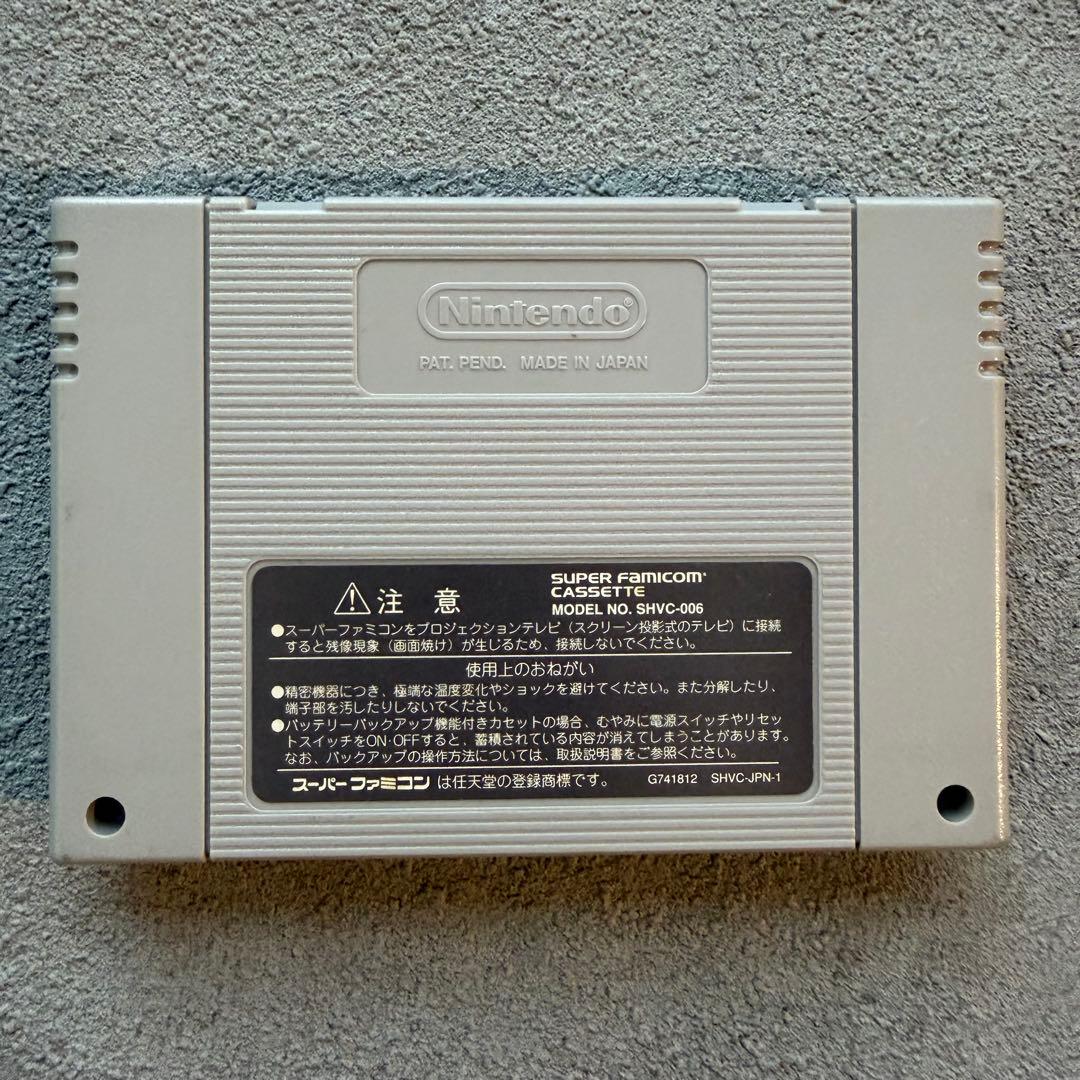 Nintendo®
PAT. PEND. MADE IN JAPAN
⚠注 意
SUPER FAMICOM
CASSETTE
MODEL NO. SHVC-006
●スーパーファミコンをプロジェクションテレビ（スクリーン投影式のテレビ）に接続
すると残像現象（画面焼け）が生じるため、接続しないでください。
使用上のおねがい
●精密機器につき、極端な温度変化やショックを避けてください。また分解したり、
端子部を汚したりしないでください。
●バッテリーバックアップ機能付きカセットの場合、むやみに電源スイッチやリセッ
トスイッチをON・OFFすると、蓄積されている内容が消えてしまうことがあります。
なお、バックアップの操作方法については、取扱説明書をご参照ください。
スーパーファミコン は任天堂の登録商標です。 G741812 SHVC-JPN-1